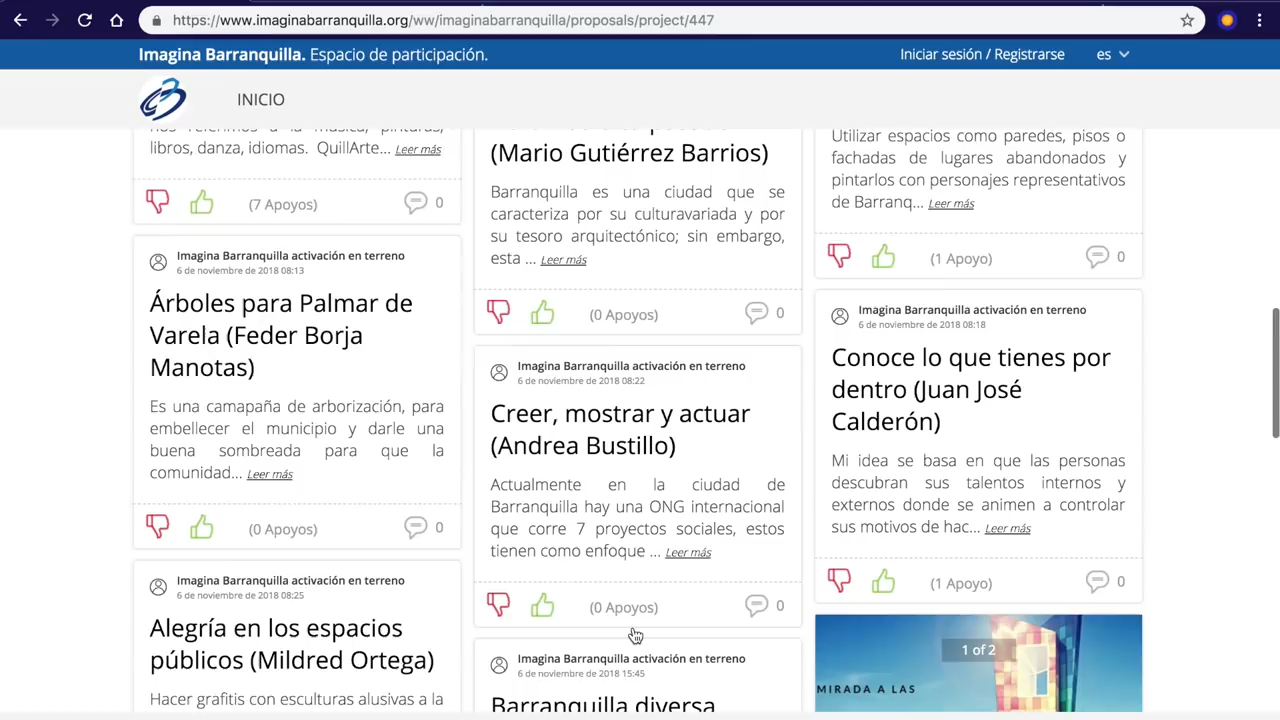 https://www.imaginabarranquilla.org/ww/imaginabarranquilla/proposals/project/447
Imagina Barranquilla. Espacio de participación.
Iniciar sesión / Registrarse
es
INICIO
libros, danza, idiomas. QuillArte... Leer más
(7 Apoyos)
0
Imagina Barranquilla activación en terreno
6 de noviembre de 2018 08:13
Árboles para Palmar de
Varela (Feder Borja
Manotas)
Es una camapaña de arborización, para
embellecer el municipio y darle una
buena sombreada para que la
comunidad... Leer más
(0 Apoyos)
0
Imagina Barranquilla activación en terreno
6 de noviembre de 2018 08:25
Alegría en los espacios
públicos (Mildred Ortega)
Hacer grafitis con esculturas alusivas a la
(Mario Gutiérrez Barrios)
Barranquilla es una ciudad que se
caracteriza por su culturavariada y por
su tesoro arquitectónico; sin embargo,
esta ... Leer más
(0 Apoyos)
0
Imagina Barranquilla activación en terreno
6 de noviembre de 2018 08:22
Creer, mostrar y actuar
(Andrea Bustillo)
Actualmente en la ciudad de
Barranquilla hay una ONG internacional
que corre 7 proyectos sociales, estos
tienen como enfoque ... Leer más
(0 Apoyos)
0
Imagina Barranquilla activación en terreno
6 de noviembre de 2018 15:45
Barranquilla diversa
Utilizar espacios como paredes, pisos o
fachadas de lugares abandonados y
pintarlos con personajes representativos
de Barranq... Leer más
(1 Apoyo)
0
Imagina Barranquilla activación en terreno
6 de noviembre de 2018 08:18
Conoce lo que tienes por
dentro (Juan José
Calderón)
Mi idea se basa en que las personas
descubran sus talentos internos y
externos donde se animen a controlar
sus motivos de hac... Leer más
(1 Apoyo)
0
1 of 2
MIRADA A LAS